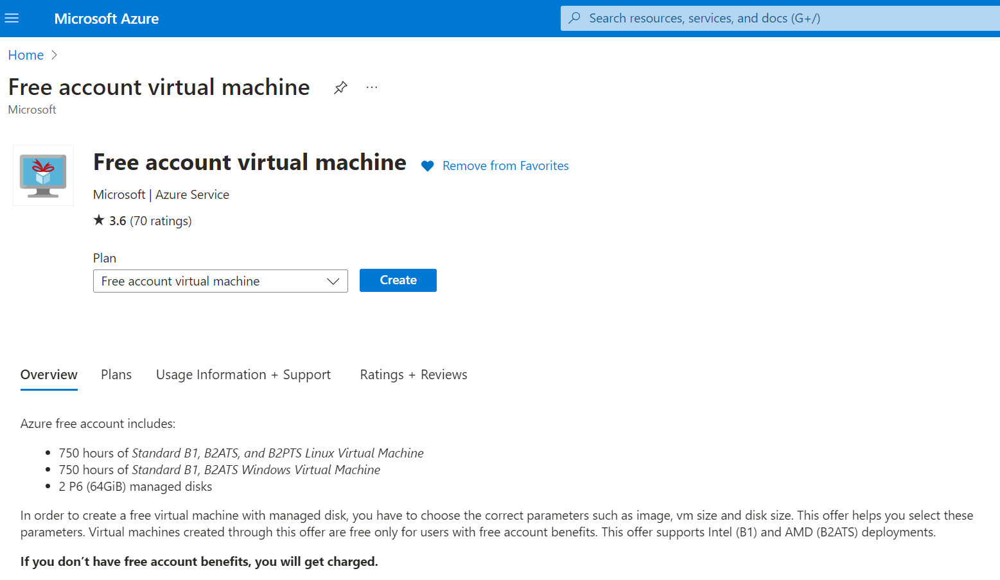 Microsoft Azure
Search resources, services, and docs (G+/)
Home
Free account virtual machine
Microsoft
Free account virtual machine
Remove from Favorites
Microsoft | Azure Service
★ 3.6 (70 ratings)
Plan
Free account virtual machine
Create
Overview
Plans
Usage Information + Support
Ratings + Reviews
Azure free account includes:
• 750 hours of Standard B1, B2ATS, and B2PTS Linux Virtual Machine
• 750 hours of Standard B1, B2ATS Windows Virtual Machine
• 2 P6 (64GiB) managed disks
In order to create a free virtual machine with managed disk, you have to choose the correct parameters such as image, vm size and disk size. This offer helps you select these
parameters. Virtual machines created through this offer are free only for users with free account benefits. This offer supports Intel (B1) and AMD (B2ATS) deployments.
If you don’t have free account benefits, you will get charged.